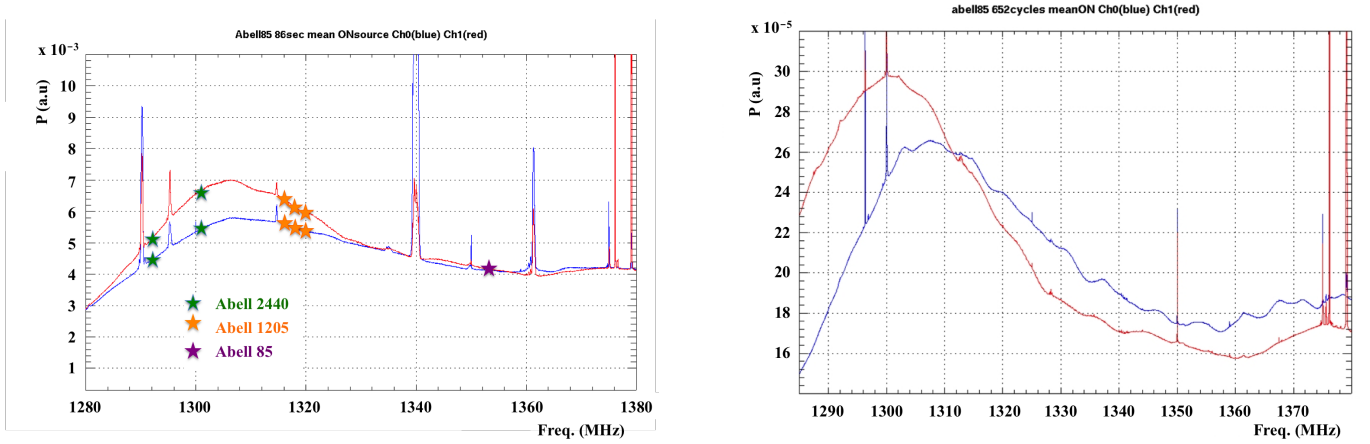 Abell85 86sec mean ONsource Ch0(blue) Ch1(red)
x 10⁻³
P (a.u)
10
9
8
7
6
5
4
3
2
1
Abell 2440
Abell 1205
Abell 85
1280 1300 1320 1340 1360 1380
Freq. (MHz)
abell85 652cycles meanON Ch0(blue) Ch1(red)
x 10⁻⁵
P (a.u)
30
28
26
24
22
20
18
16
1290 1300 1310 1320 1330 1340 1350 1360 1370
Freq. (MHz)